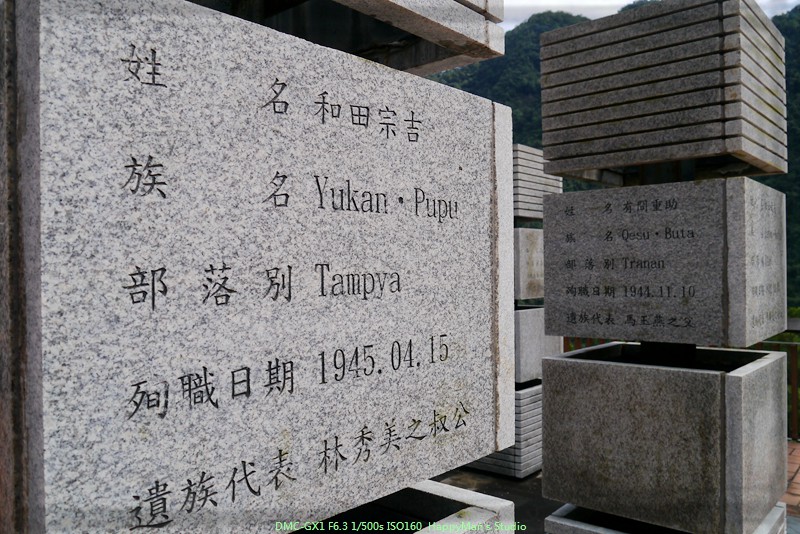 姓 名 和田宗吉
族 名 Yukan·Pupu
部落別 Tampya
殉職日期 1945.04.15
遺族代表 林秀美之叔公
姓 名 有間重助
族 名 Qesu·Buta
部落別 Tranan
殉職日期 1944.11.10
遺族代表 馬玉燕之父
DMC-GX1 F6.3 1/500s ISO160 HappyMan's Studio